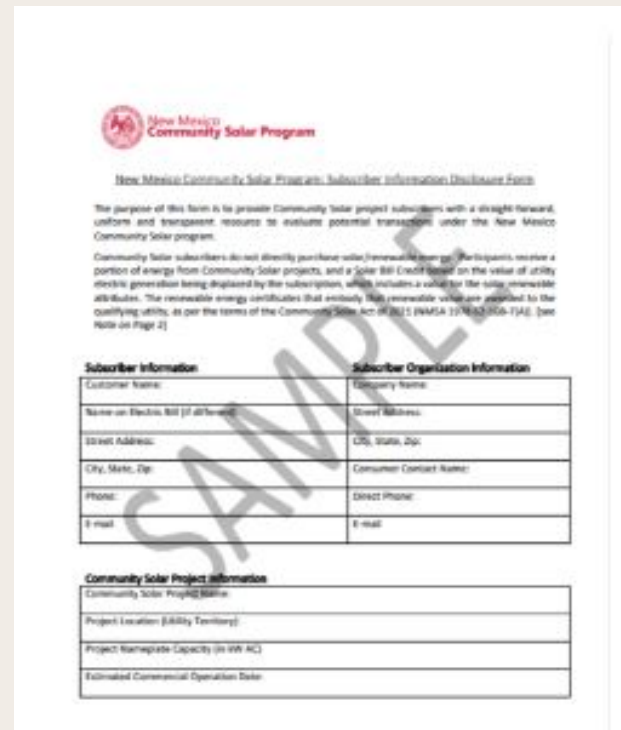 New Mexico
Community Solar Program
New Mexico Community Solar Program: Subscriber Information Disclosure Form
The purpose of this form is to provide Community Solar project subscribers with a straight-forward,
uniform and transparent resource to evaluate potential transactions under the New Mexico
Community Solar program.
Community Solar subscribers do not directly purchase solar/renewable energy. Participants receive a
portion of energy from Community Solar projects, and a Solar Bill Credit based on the value of utility
electric generation being displaced by the subscription, which includes a value for the solar renewable
attributes. The renewable energy certificates that embody that renewable value are provided to the
qualifying utility, as per the terms of the Community Solar Act of 2021 (NMSA 1978 [see
Note on Page 2]
Subscriber Information
Subscriber Organization Information
Customer Name:
Company Name:
Name on Electric Bill (if different):
Street Address:
Street Address:
City, State, Zip:
City, State, Zip:
Consumer Contact Name:
Phone:
Direct Phone:
E-mail
E-mail
Community Solar Project Information
Community Solar Project Name:
Project Location (Utility Territory):
Project Nameplate Capacity (in kW AC)
Estimated Commercial Operation Date:
SAMPLE